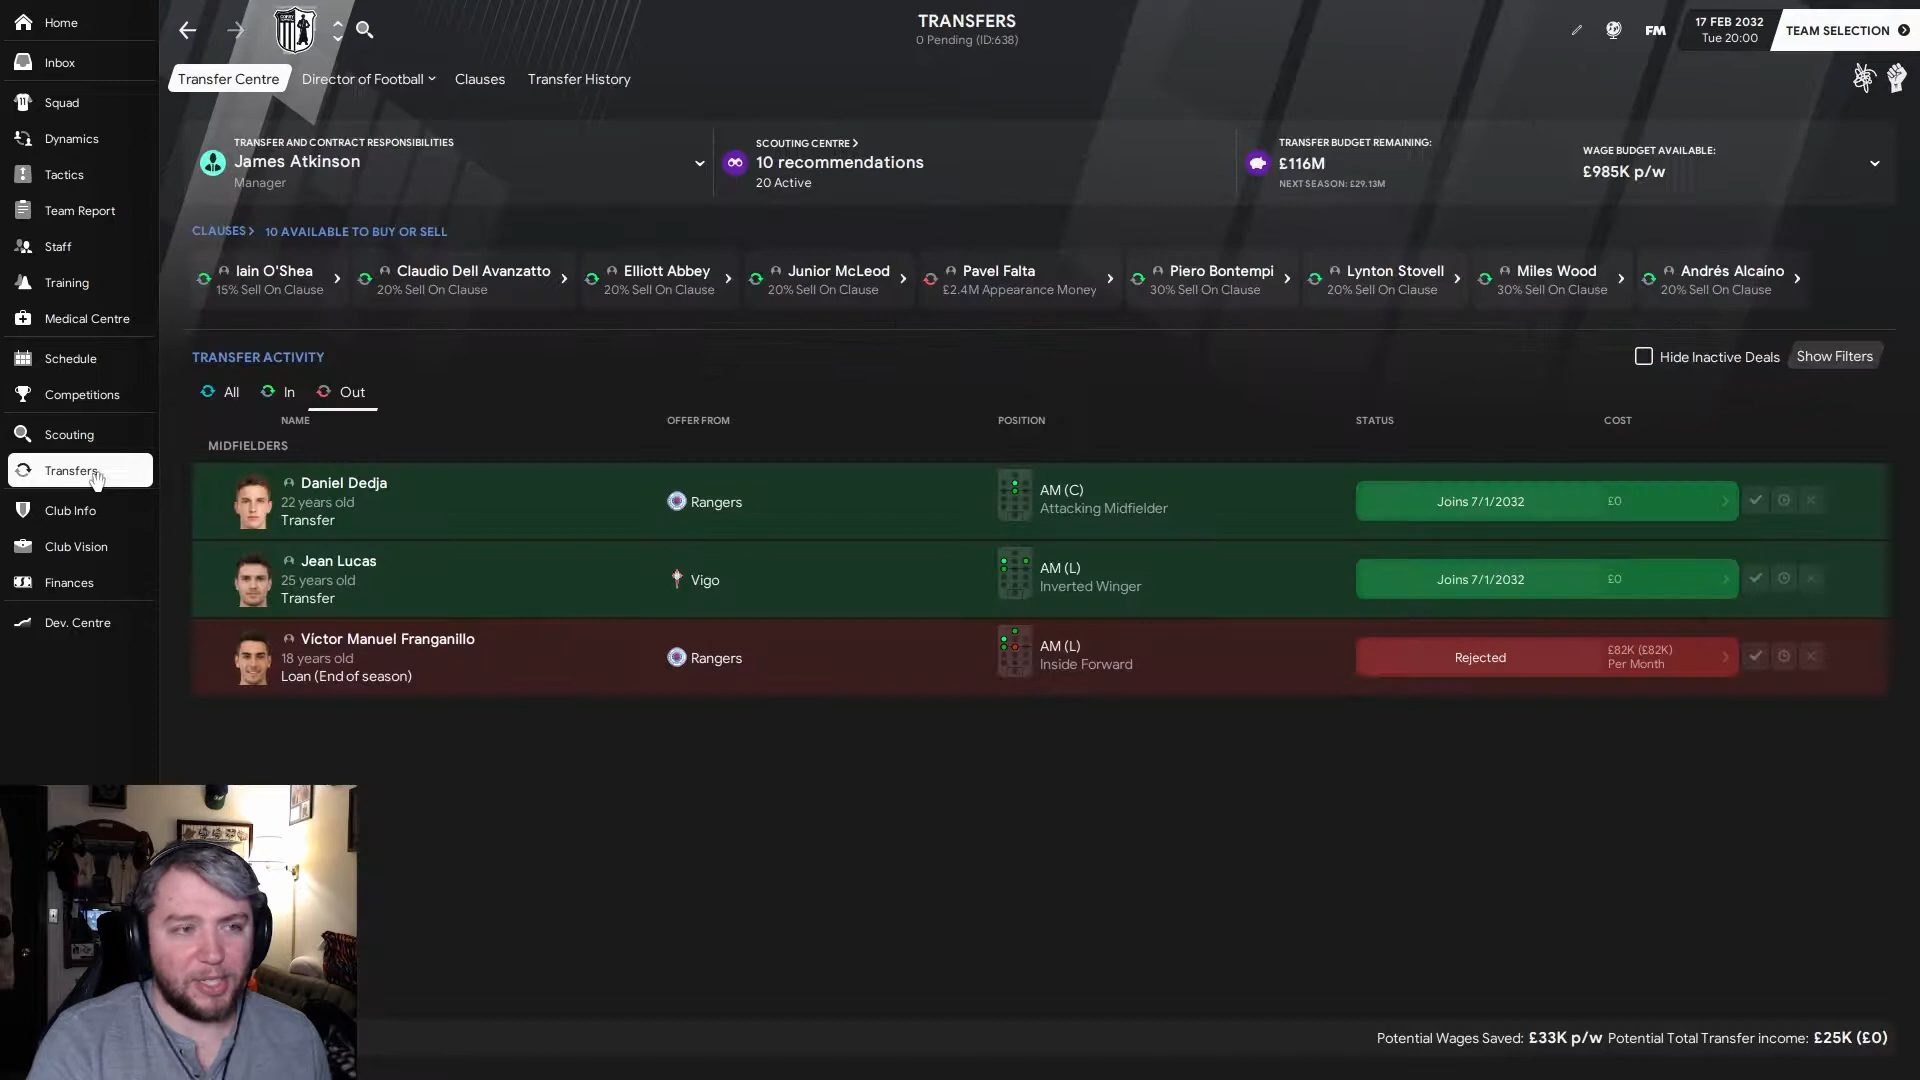 Home
Inbox
Squad
Dynamics
Tactics
Team Report
Staff
Training
Medical Centre
Schedule
Competitions
Scouting
Transfers
Club Info
Club Vision
Finances
Dev. Centre
TRANSFERS
0 Pending (ID:638)
FM
17 FEB 2032
Tue 20:00
TEAM SELECTION
Transfer Centre
Director of Football
Clauses
Transfer History
TRANSFER AND CONTRACT RESPONSIBILITIES
James Atkinson
Manager
SCOUTING CENTRE
10 recommendations
20 Active
TRANSFER BUDGET REMAINING:
£116M
NEXT SEASON: £29.13M
WAGE BUDGET AVAILABLE:
£985K p/w
CLAUSES > 10 AVAILABLE TO BUY OR SELL
Iain O'Shea
15% Sell On Clause
Claudio Dell Avanzatto
20% Sell On Clause
Elliott Abbey
20% Sell On Clause
Junior McLeod
20% Sell On Clause
Pavel Falta
£2.4M Appearance Money
Piero Bontempi
30% Sell On Clause
Lynton Stovell
20% Sell On Clause
Miles Wood
30% Sell On Clause
Andrés Alcaíno
20% Sell On Clause
TRANSFER ACTIVITY
Hide Inactive Deals
Show Filters
All In Out
NAME OFFER FROM POSITION STATUS COST
MIDFIELDERS
Daniel Dedja
22 years old
Transfer
Rangers
AM (C)
Attacking Midfielder
Joins 7/1/2032 £0
Jean Lucas
25 years old
Transfer
Vigo
AM (L)
Inverted Winger
Joins 7/1/2032 £0
Víctor Manuel Franganillo
18 years old
Loan (End of season)
Rangers
AM (L)
Inside Forward
Rejected
£82K (£82K)
Per Month
Potential Wages Saved: £33K p/w Potential Total Transfer income: £25K (£0)